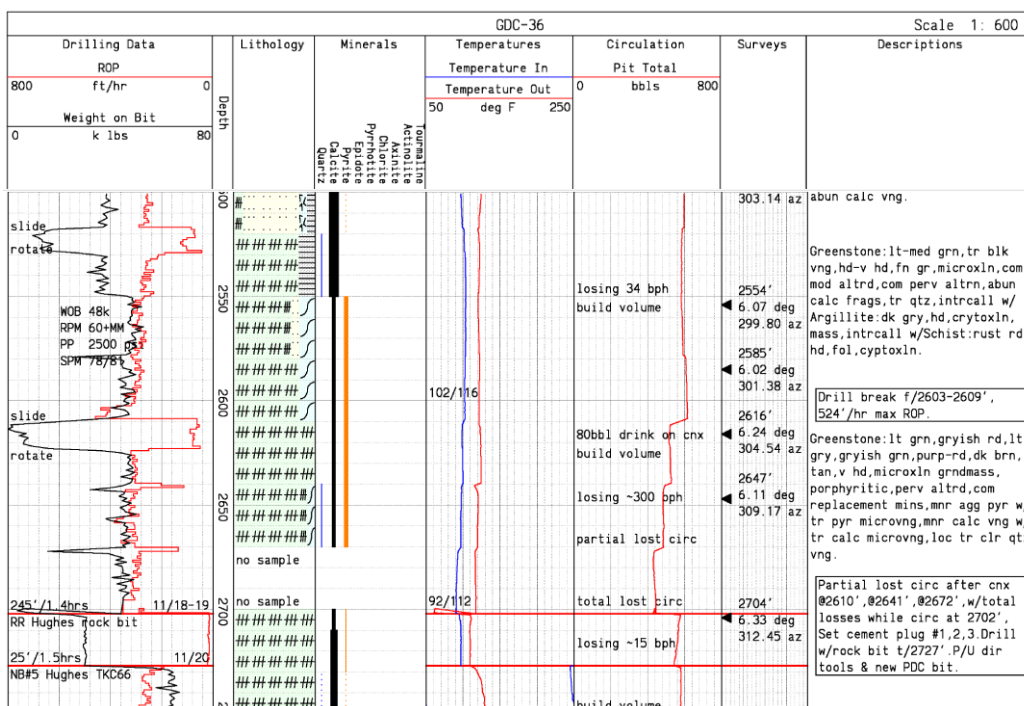 GDC-36
Scale 1: 600
Drilling Data
Lithology
Minerals
Temperatures
Circulation
Surveys
Descriptions
ROP
800 ft/hr 0
Weight on Bit
0 k lbs 80
Depth
Quartz
Calcite
Pyrite
Epidote
Pyrrhotite
Chlorite
Axinite
Actinolite
Tourmaline
Temperature In
Temperature Out
50 deg F 250
Pit Total
0 bbls 800
slide
rotate
WOB 48k
RPM 60+MM
PP 2500 psi
SPM 78/81
slide
rotate
245'/1.4hrs 11/18-19
RR Hughes rock bit
25'/1.5hrs 11/20
NB#5 Hughes TKC66
2550
2600
2650
2700
no sample
no sample
102/116
92/112
losing 34 bph
build volume
80bbl drink on cnx
build volume
losing ~300 bph
partial lost circ
total lost circ
losing ~15 bph
build volume
303.14 az
2554'
6.07 deg
299.80 az
2585'
6.02 deg
301.38 az
2616'
6.24 deg
304.54 az
2647'
6.11 deg
309.17 az
2704'
6.33 deg
312.45 az
abun calc vng.
Greenstone:lt-med grn,tr blk
vng,hd-v hd,fn gr,microxln,com
mod altrd,com perv altrn,abun
calc frags,tr qtz,intrcall w/
Argillite:dk gry,hd,crytoxln,
mass,intrcall w/Schist:rust rd
hd,fol,cyptoxln.
Drill break f/2603-2609',
524'/hr max ROP.
Greenstone:lt grn,gryish rd,lt
gry,gryish grn,purp-rd,dk brn,
tan,v hd,microxln grndmass,
porphyritic,perv altrd,com
replacement mins,mnr agg pyr w,
tr pyr microvng,mnr calc vng w,
tr calc microvng,loc tr clr qt
vng.
Partial lost circ after cnx
@2610',@2641',@2672',w/total
losses while circ at 2702',
Set cement plug #1,2,3.Drill
w/rock bit t/2727'.P/U dir
tools & new PDC bit.